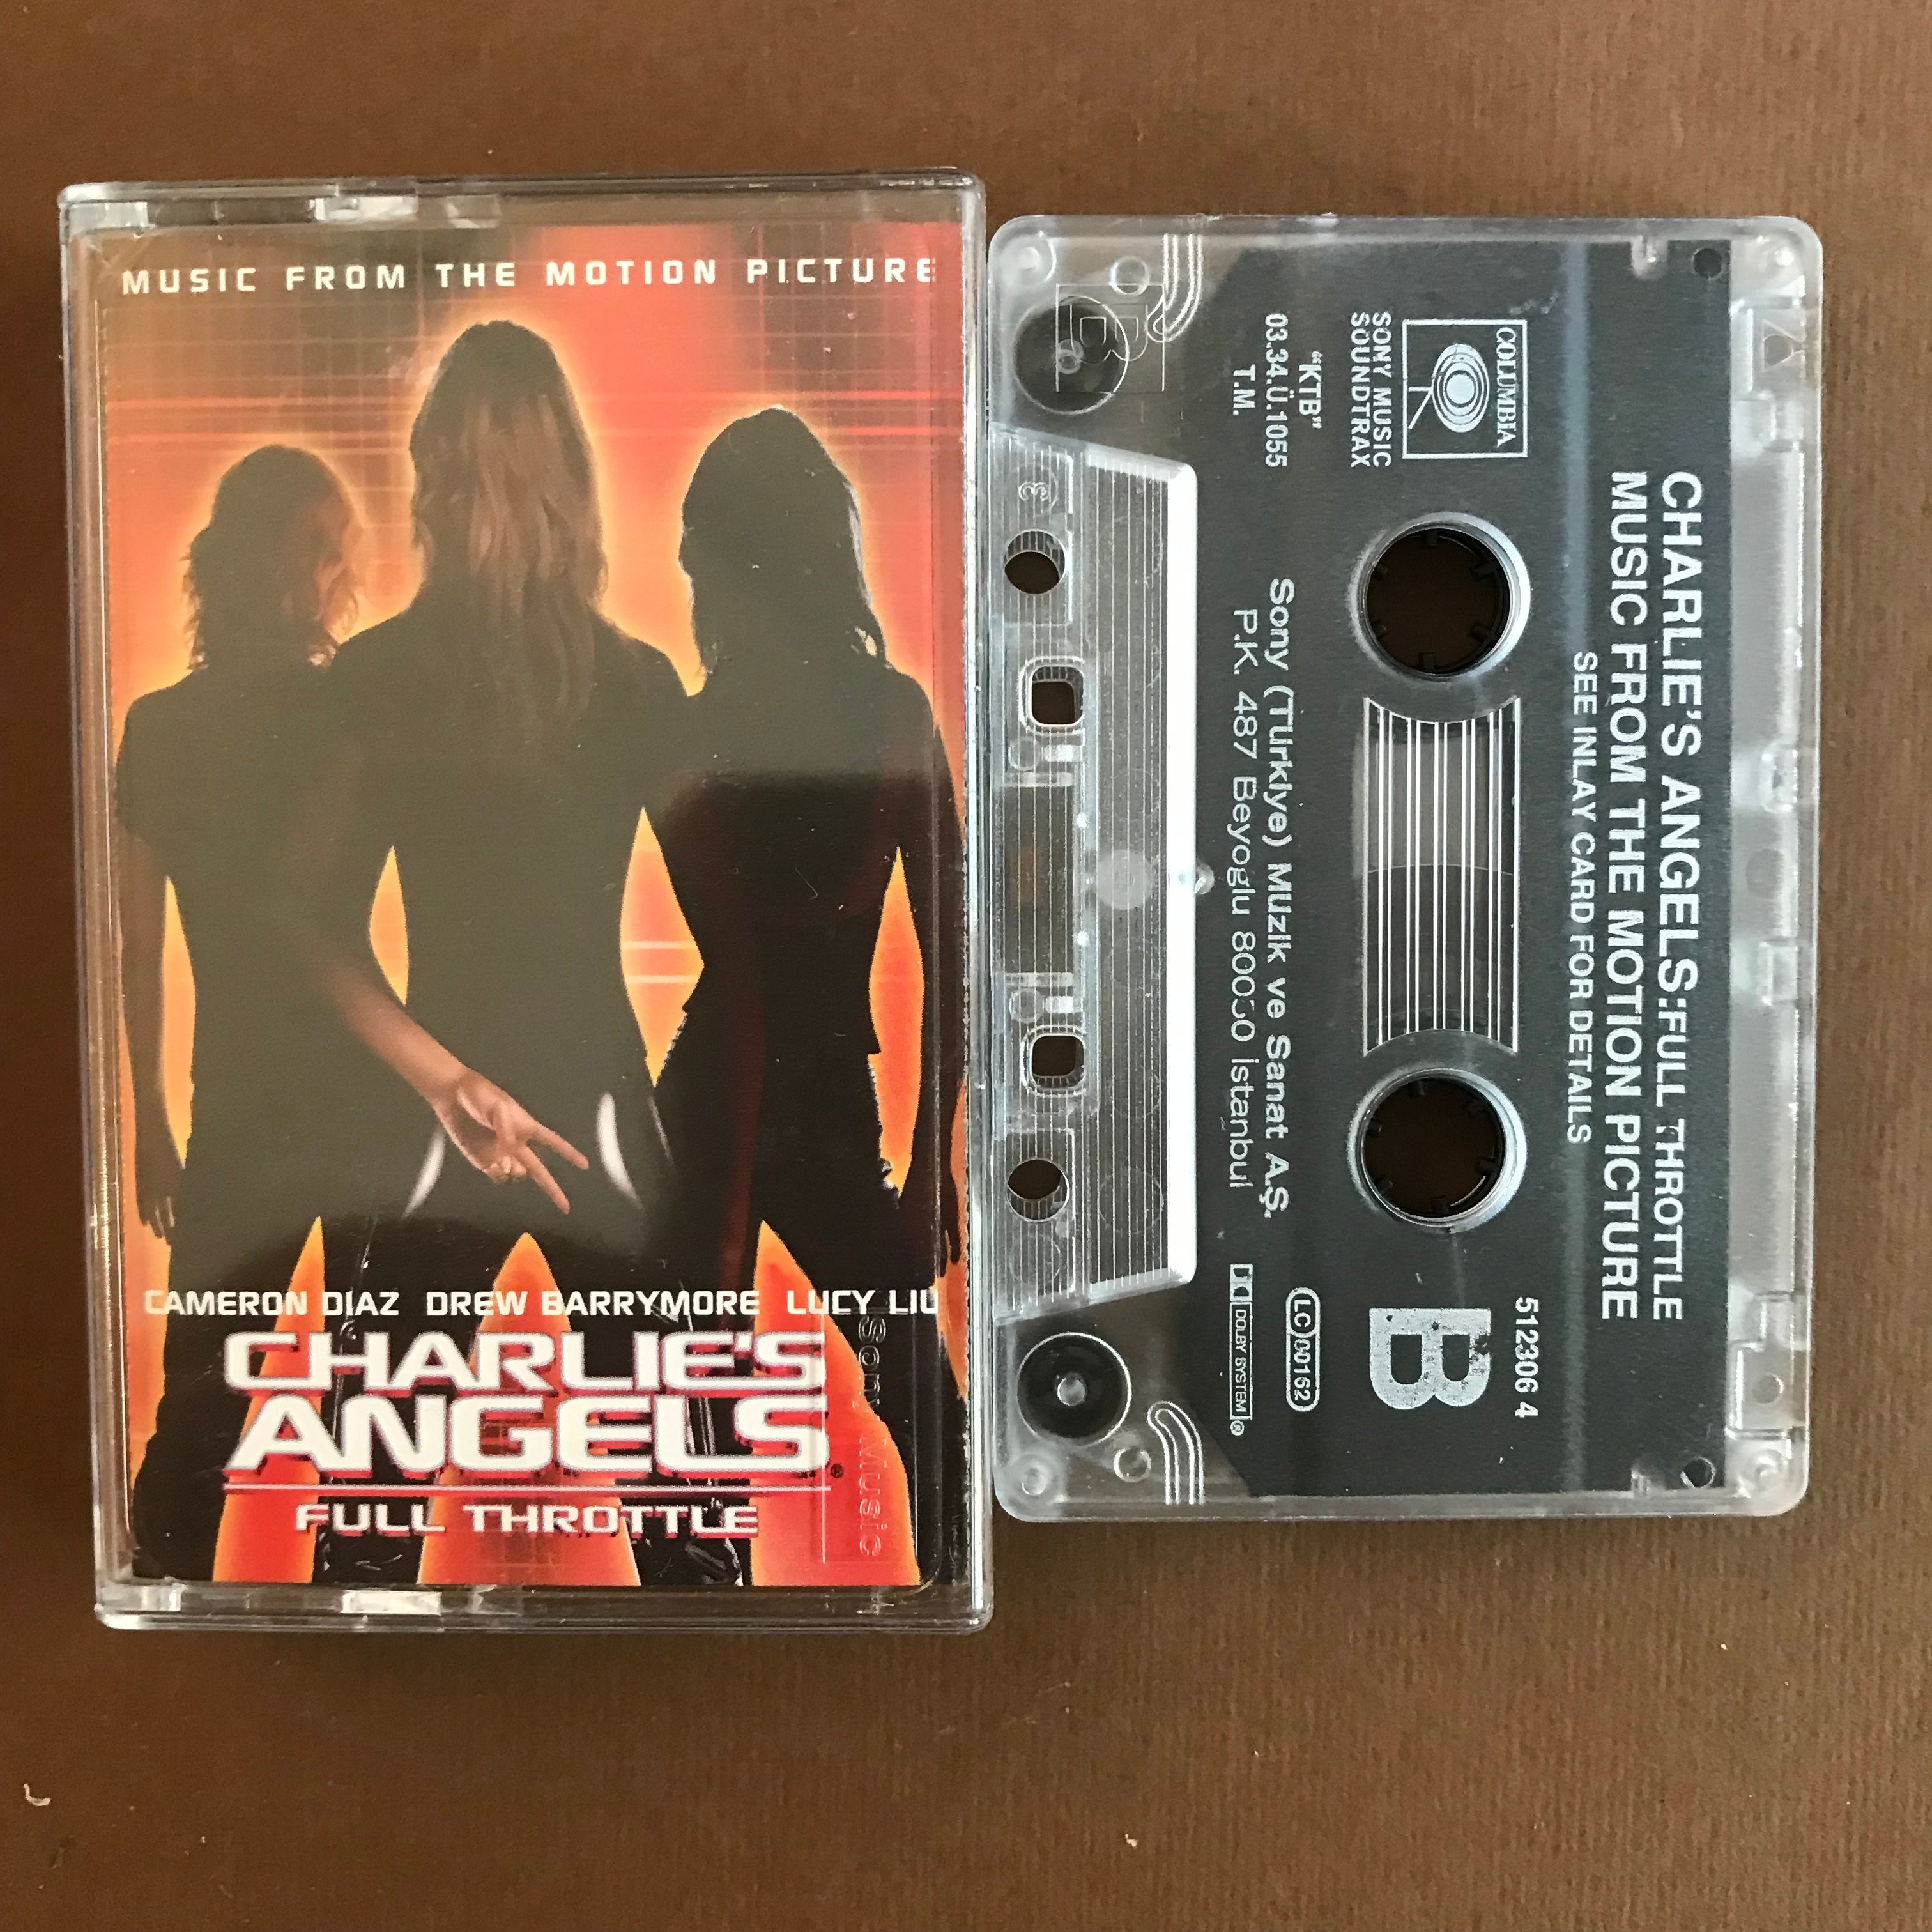 MUSIC FROM THE MOTION PICTURE
CAMERON DIAZ DREW BARRYMORE LUCY LIU
CHARLIE'S
ANGELS®
FULL THROTTLE
Sony Music
CHARLIE'S ANGELS:FULL THROTTLE
MUSIC FROM THE MOTION PICTURE
SEE INLAY CARD FOR DETAILS
COLUMBIA
SONY MUSIC
SOUNDTRAX
512306 4
B
"KTB"
03.34.Ü.1055
T.M.
LC 00162
DOLBY SYSTEM®
Sony (Türkiye) Müzik ve Sanat A.Ş.
P.K. 487 Beyoglu 80050 İstanbul
B
3